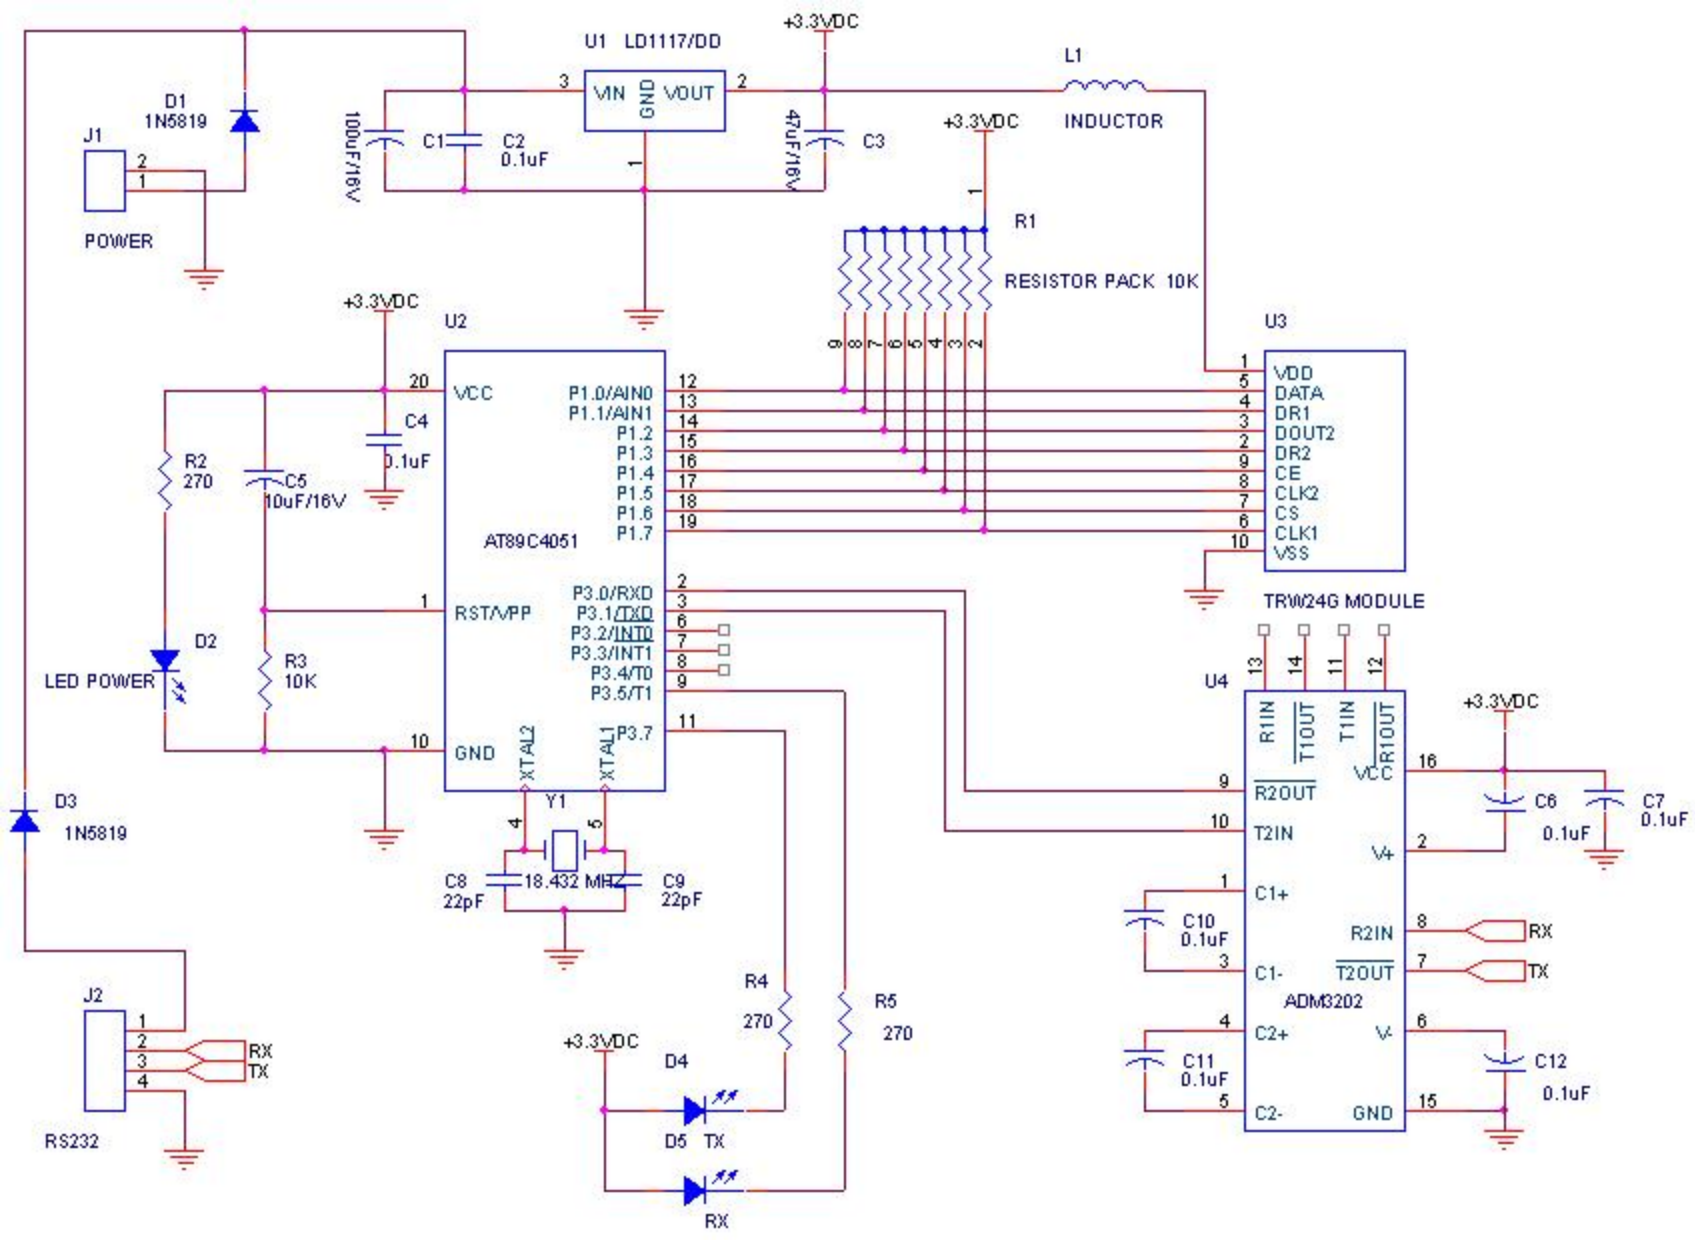 +3.3VDC
U1 LD1117/DD
L1
D1
1N5819
3
VIN
GND
VOUT
2
1
100uF/16V
C1
C2
0.1uF
47uF/16V
C3
INDUCTOR
J1
2
1
POWER
+3.3VDC
1
R1
RESISTOR PACK 10K
9
8
7
6
5
4
3
2
+3.3VDC
U2
20
VCC
C4
0.1uF
R2
270
C5
10uF/16V
AT89C4051
1
RST/VPP
D2
LED POWER
R3
10K
10
GND
P1.0/AIN0 12
P1.1/AIN1 13
P1.2 14
P1.3 15
P1.4 16
P1.5 17
P1.6 18
P1.7 19
P3.0/RXD 2
P3.1/TXD 3
P3.2/INT0 6
P3.3/INT1 7
P3.4/T0 8
P3.5/T1 9
P3.7 11
XTAL2
XTAL1
Y1
4
5
C8
22pF
18.432 MHZ
C9
22pF
U3
1 VDD
5 DATA
4 DR1
3 DOUT2
2 DR2
9 CE
8 CLK2
7 CS
6 CLK1
10 VSS
TRW24G MODULE
13
14
11
12
U4
R1IN
T1OUT
T1IN
R1OUT
+3.3VDC
VCC 16
9 R2OUT
10 T2IN
V+ 2
C6
0.1uF
C7
0.1uF
1 C1+
C10
0.1uF
3 C1-
R2IN 8 RX
T2OUT 7 TX
ADM3202
4 C2+
C11
0.1uF
5 C2-
V- 6
C12
0.1uF
GND 15
D3
1N5819
J2
1
2 RX
3 TX
4
RS232
R4
270
R5
270
+3.3VDC
D4
D5 TX
RX